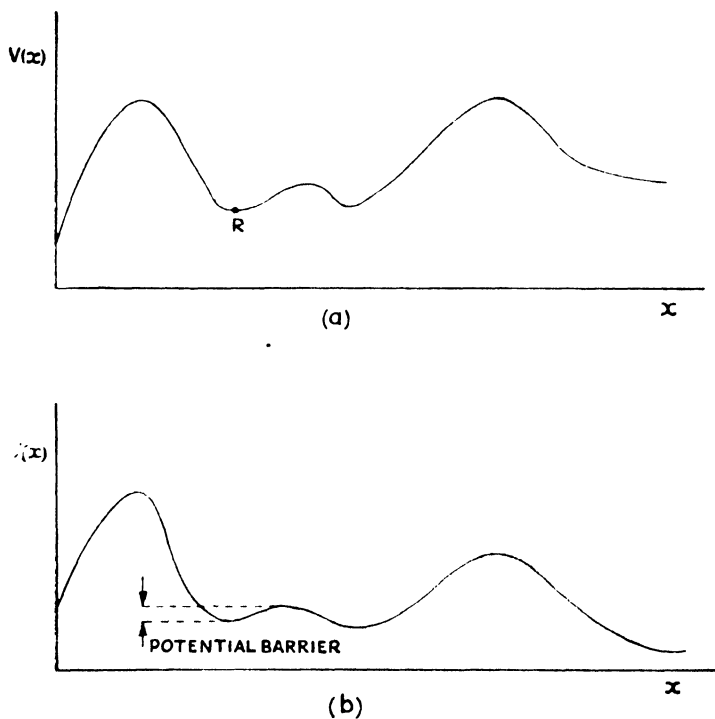 V(x)
R
x
(a)
(x)
POTENTIAL BARRIER
x
(b)